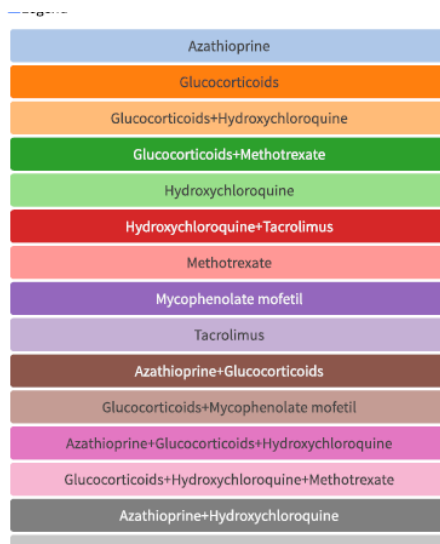 Azathioprine
Glucocorticoids
Glucocorticoids+Hydroxychloroquine
Glucocorticoids+Methotrexate
Hydroxychloroquine
Hydroxychloroquine+Tacrolimus
Methotrexate
Mycophenolate mofetil
Tacrolimus
Azathioprine+Glucocorticoids
Glucocorticoids+Mycophenolate mofetil
Azathioprine+Glucocorticoids+Hydroxychloroquine
Glucocorticoids+Hydroxychloroquine+Methotrexate
Azathioprine+Hydroxychloroquine